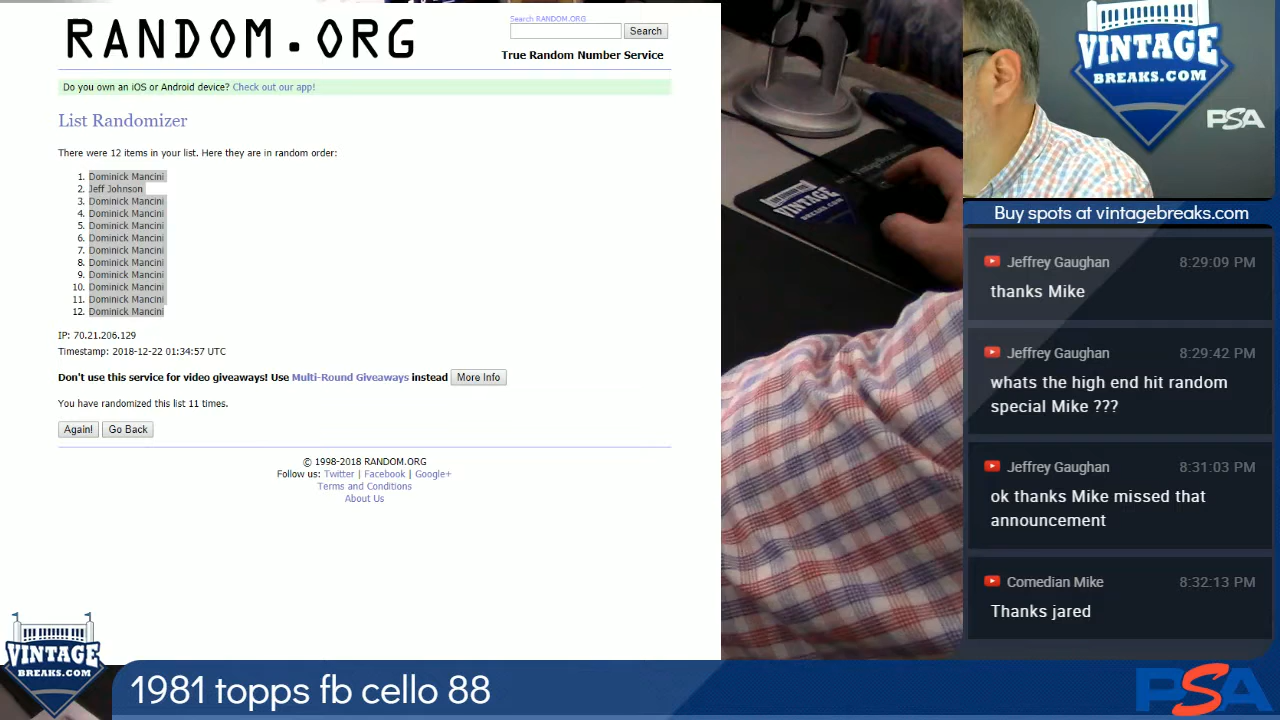 RANDOM.ORG
Search RANDOM.ORG
Search
True Random Number Service
Do you own an iOS or Android device? Check out our app!
List Randomizer
There were 12 items in your list. Here they are in random order:
1. Dominick Mancini
2. Jeff Johnson
3. Dominick Mancini
4. Dominick Mancini
5. Dominick Mancini
6. Dominick Mancini
7. Dominick Mancini
8. Dominick Mancini
9. Dominick Mancini
10. Dominick Mancini
11. Dominick Mancini
12. Dominick Mancini
IP: 70.21.206.129
Timestamp: 2018-12-22 01:34:57 UTC
Don't use this service for video giveaways! Use Multi-Round Giveaways instead More Info
You have randomized this list 11 times.
Again! Go Back
© 1998-2018 RANDOM.ORG
Follow us: Twitter | Facebook | Google+
Terms and Conditions
About Us
VINTAGE
BREAKS.COM
1981 topps fb cello 88
VINTAGE
VINTAGE
BREAKS.COM
PSA
Buy spots at vintagebreaks.com
Jeffrey Gaughan 8:29:09 PM
thanks Mike
Jeffrey Gaughan 8:29:42 PM
whats the high end hit random
special Mike ???
Jeffrey Gaughan 8:31:03 PM
ok thanks Mike missed that
announcement
Comedian Mike 8:32:13 PM
Thanks jared
PSA